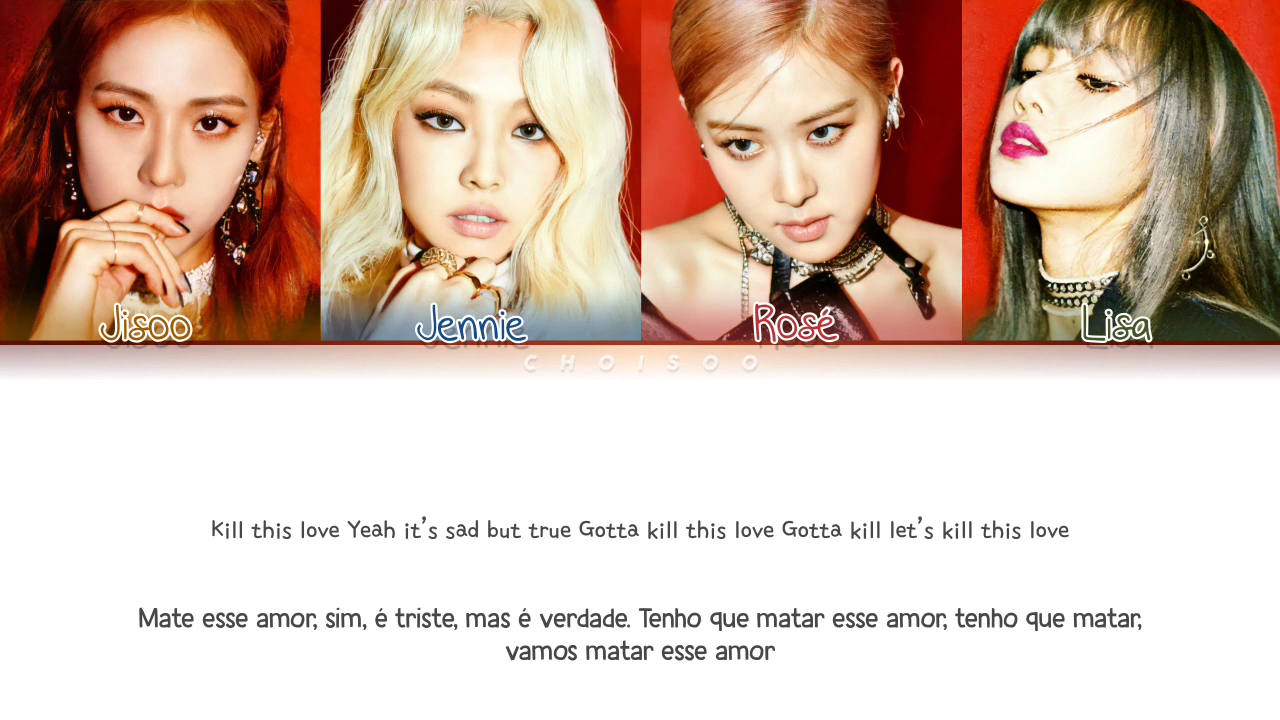 Jisoo Jennie Rosé Lisa
CHOISOO
Kill this love Yeah it's sad but true Gotta kill this love Gotta kill let's kill this love
Mate esse amor, sim, é triste, mas é verdade. Tenho que matar esse amor, tenho que matar,
vamos matar esse amor